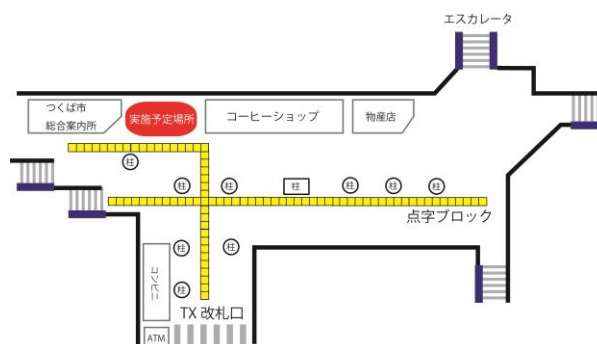 エスカレータ
つくば市
総合案内所
実施予定場所
コーヒーショップ
物産店
柱
柱
柱
柱
柱
柱
柱
点字ブロック
柱
柱
コンビニ
柱
TX 改札口
ATM